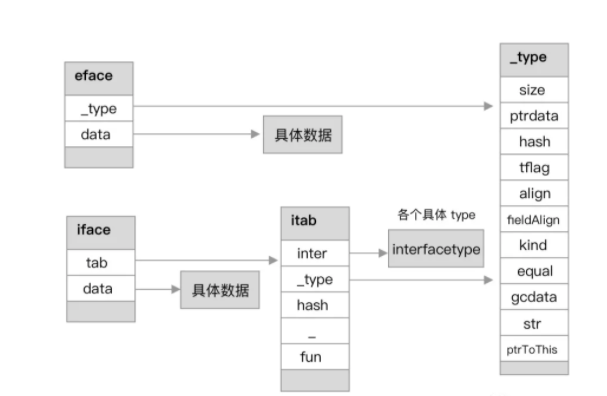 eface
_type
data
具体数据
iface
tab
data
具体数据
itab
inter
_type
hash
_
fun
各个具体 type
interfacetype
_type
size
ptrdata
hash
tflag
align
fieldAlign
kind
equal
gcdata
str
ptrToThis